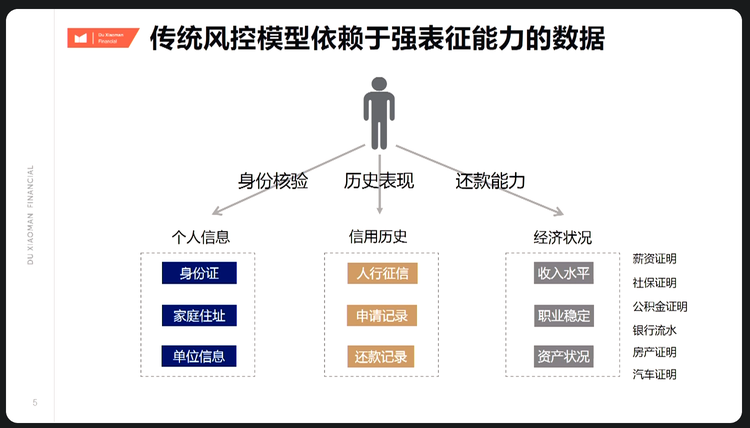 Du Xiaoman
Financial
传统风控模型依赖于强表征能力的数据
DU XIAOMAN FINANCIAL
身份核验
历史表现
还款能力
个人信息
身份证
家庭住址
单位信息
信用历史
人行征信
申请记录
还款记录
经济状况
收入水平
职业稳定
资产状况
薪资证明
社保证明
公积金证明
银行流水
房产证明
汽车证明
5